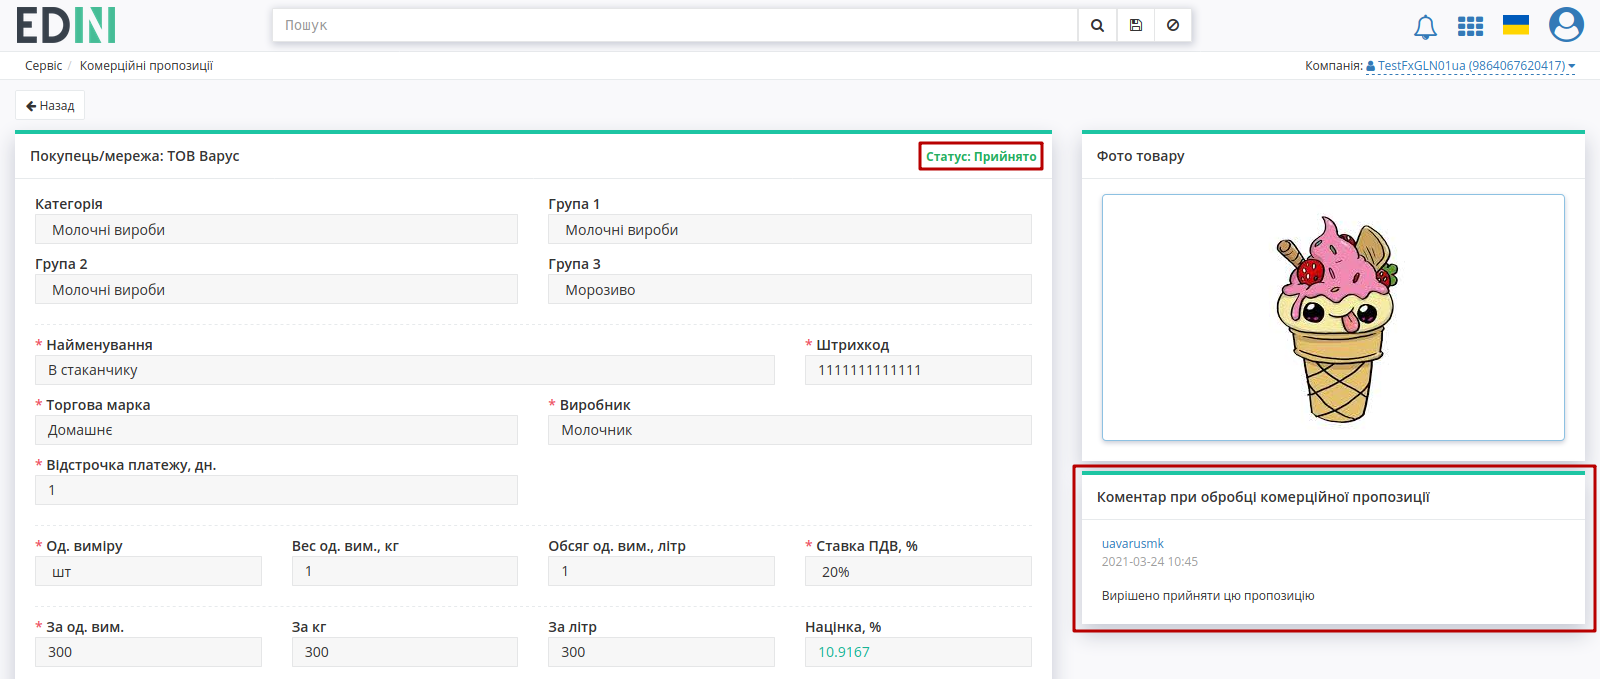 EDIN
Пошук
Сервіс / Комерційні пропозиції
Компанія: TestFxGLN01ua (9864067620417)
Назад
Покупець/мережа: ТОВ Варус
Статус: Прийнято
Категорія
Група 1
Молочні вироби
Молочні вироби
Група 2
Група 3
Молочні вироби
Морозиво
* Найменування
* Штрихкод
В стаканчику
1111111111111
* Торгова марка
* Виробник
Домашнє
Молочник
* Відстрочка платежу, дн.
1
* Од. виміру
Вес од. вим., кг
Обсяг од. вим., літр
* Ставка ПДВ, %
шт
1
1
20%
* За од. вим.
За кг
За літр
Націнка, %
300
300
300
10.9167
Фото товару
Коментар при обробці комерційної пропозиції
uavarusmk
2021-03-24 10:45
Вирішено прийняти цю пропозицію